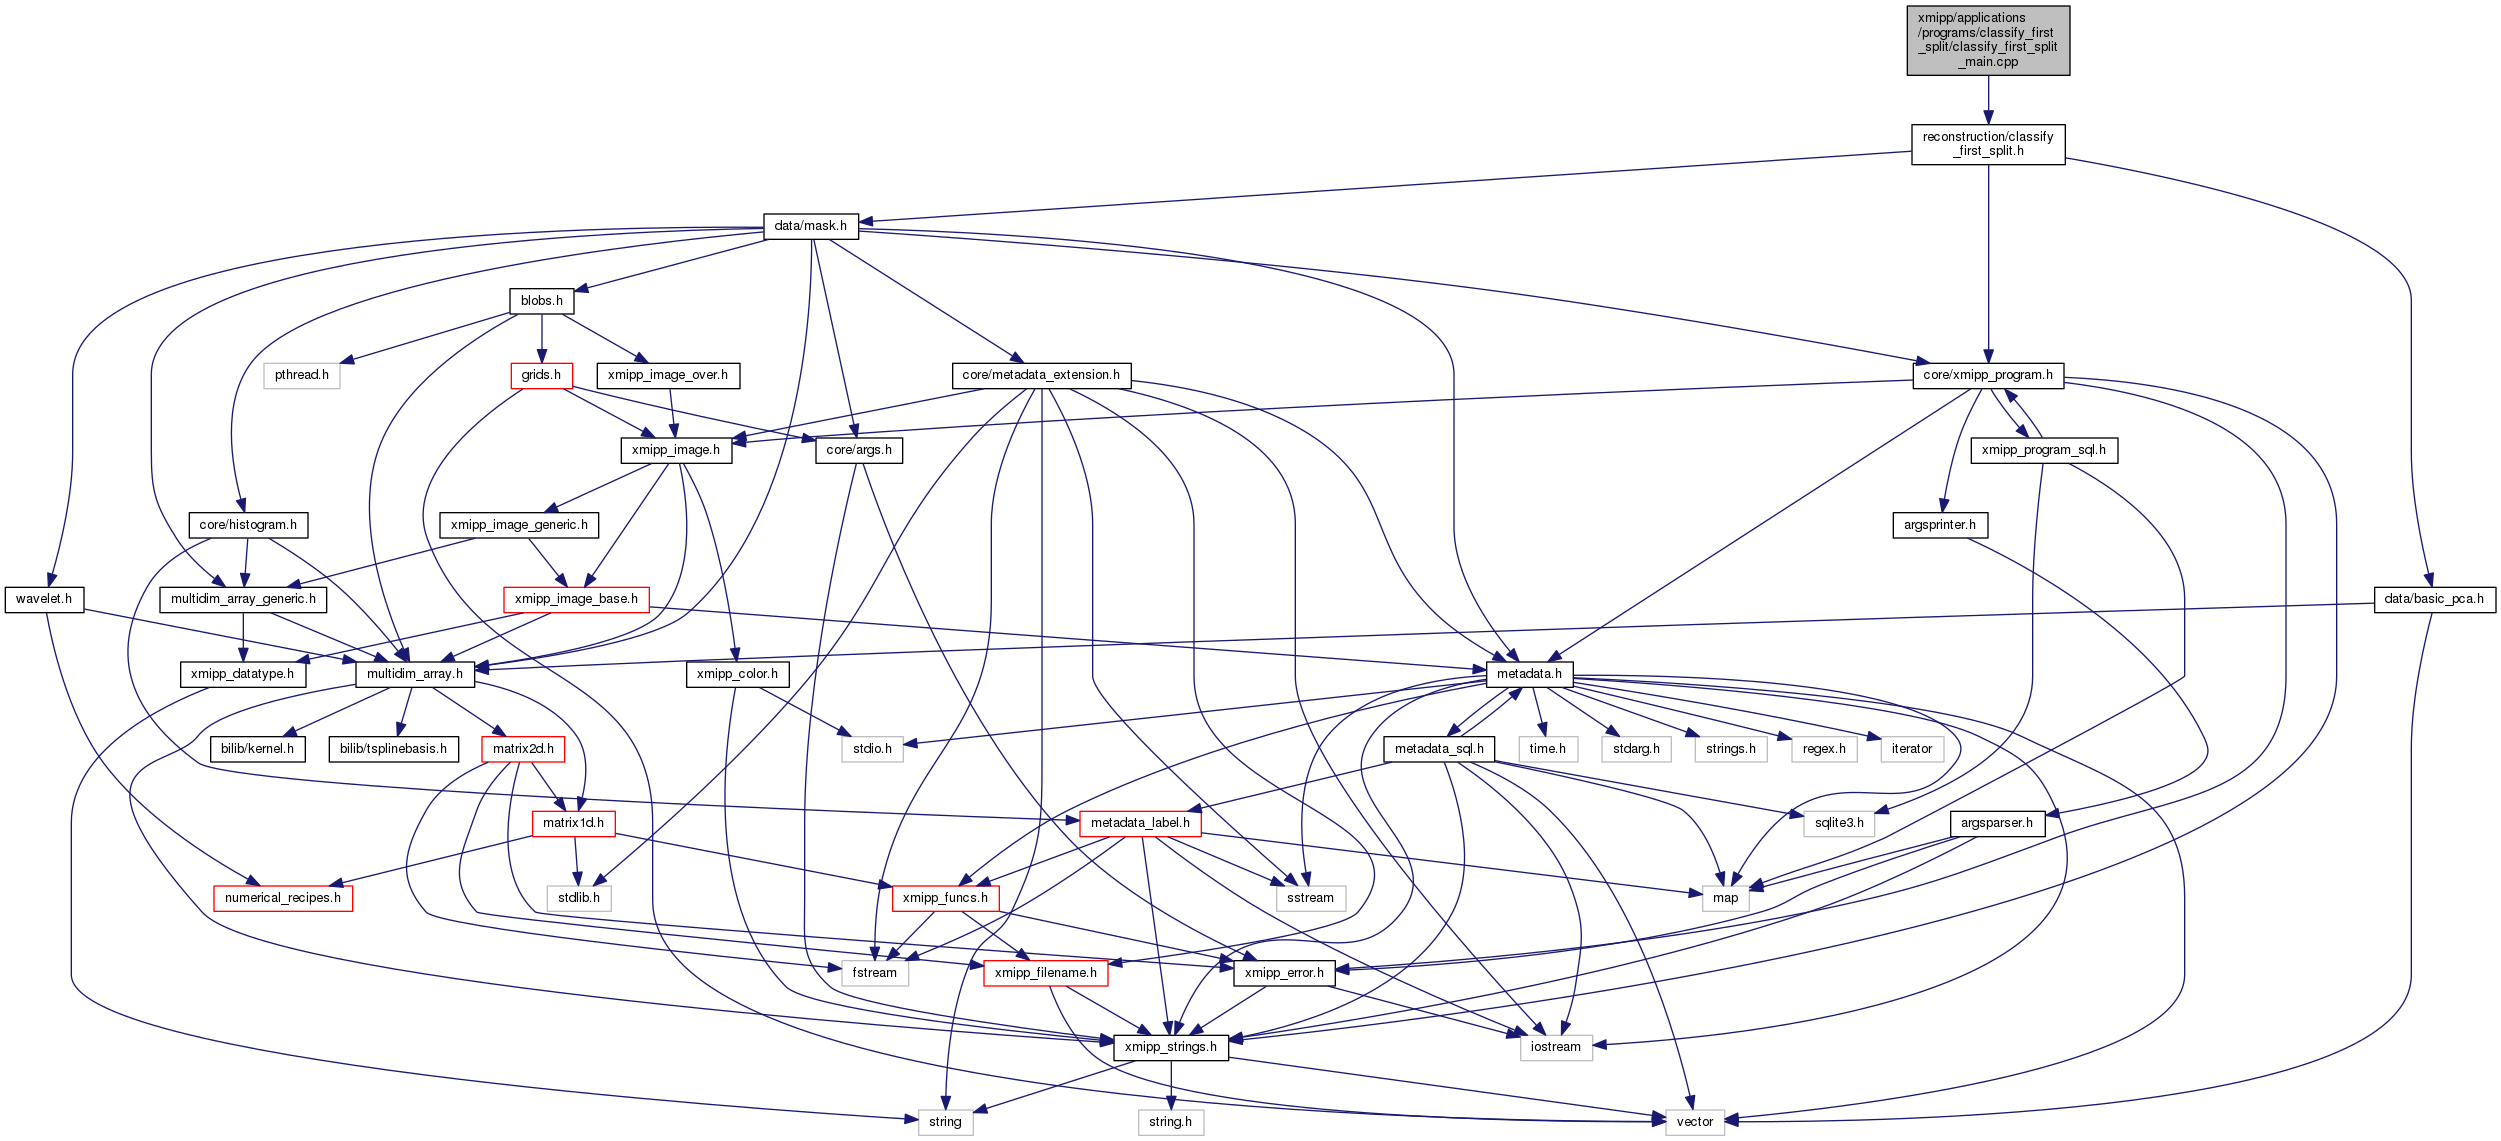 xmipp/applications
/programs/classify_first
_split/classify_first_split
_main.cpp
reconstruction/classify
_first_split.h
data/mask.h
blobs.h
pthread.h
grids.h
xmipp_image_over.h
core/metadata_extension.h
core/xmipp_program.h
xmipp_image.h
core/args.h
xmipp_program_sql.h
core/histogram.h
xmipp_image_generic.h
argsprinter.h
wavelet.h
multidim_array_generic.h
xmipp_image_base.h
data/basic_pca.h
xmipp_datatype.h
multidim_array.h
xmipp_color.h
metadata.h
bilib/kernel.h
bilib/tsplinebasis.h
matrix2d.h
stdio.h
metadata_sql.h
time.h
stdarg.h
strings.h
regex.h
iterator
matrix1d.h
metadata_label.h
sqlite3.h
argsparser.h
numerical_recipes.h
stdlib.h
xmipp_funcs.h
sstream
map
fstream
xmipp_filename.h
xmipp_error.h
xmipp_strings.h
iostream
string
string.h
vector